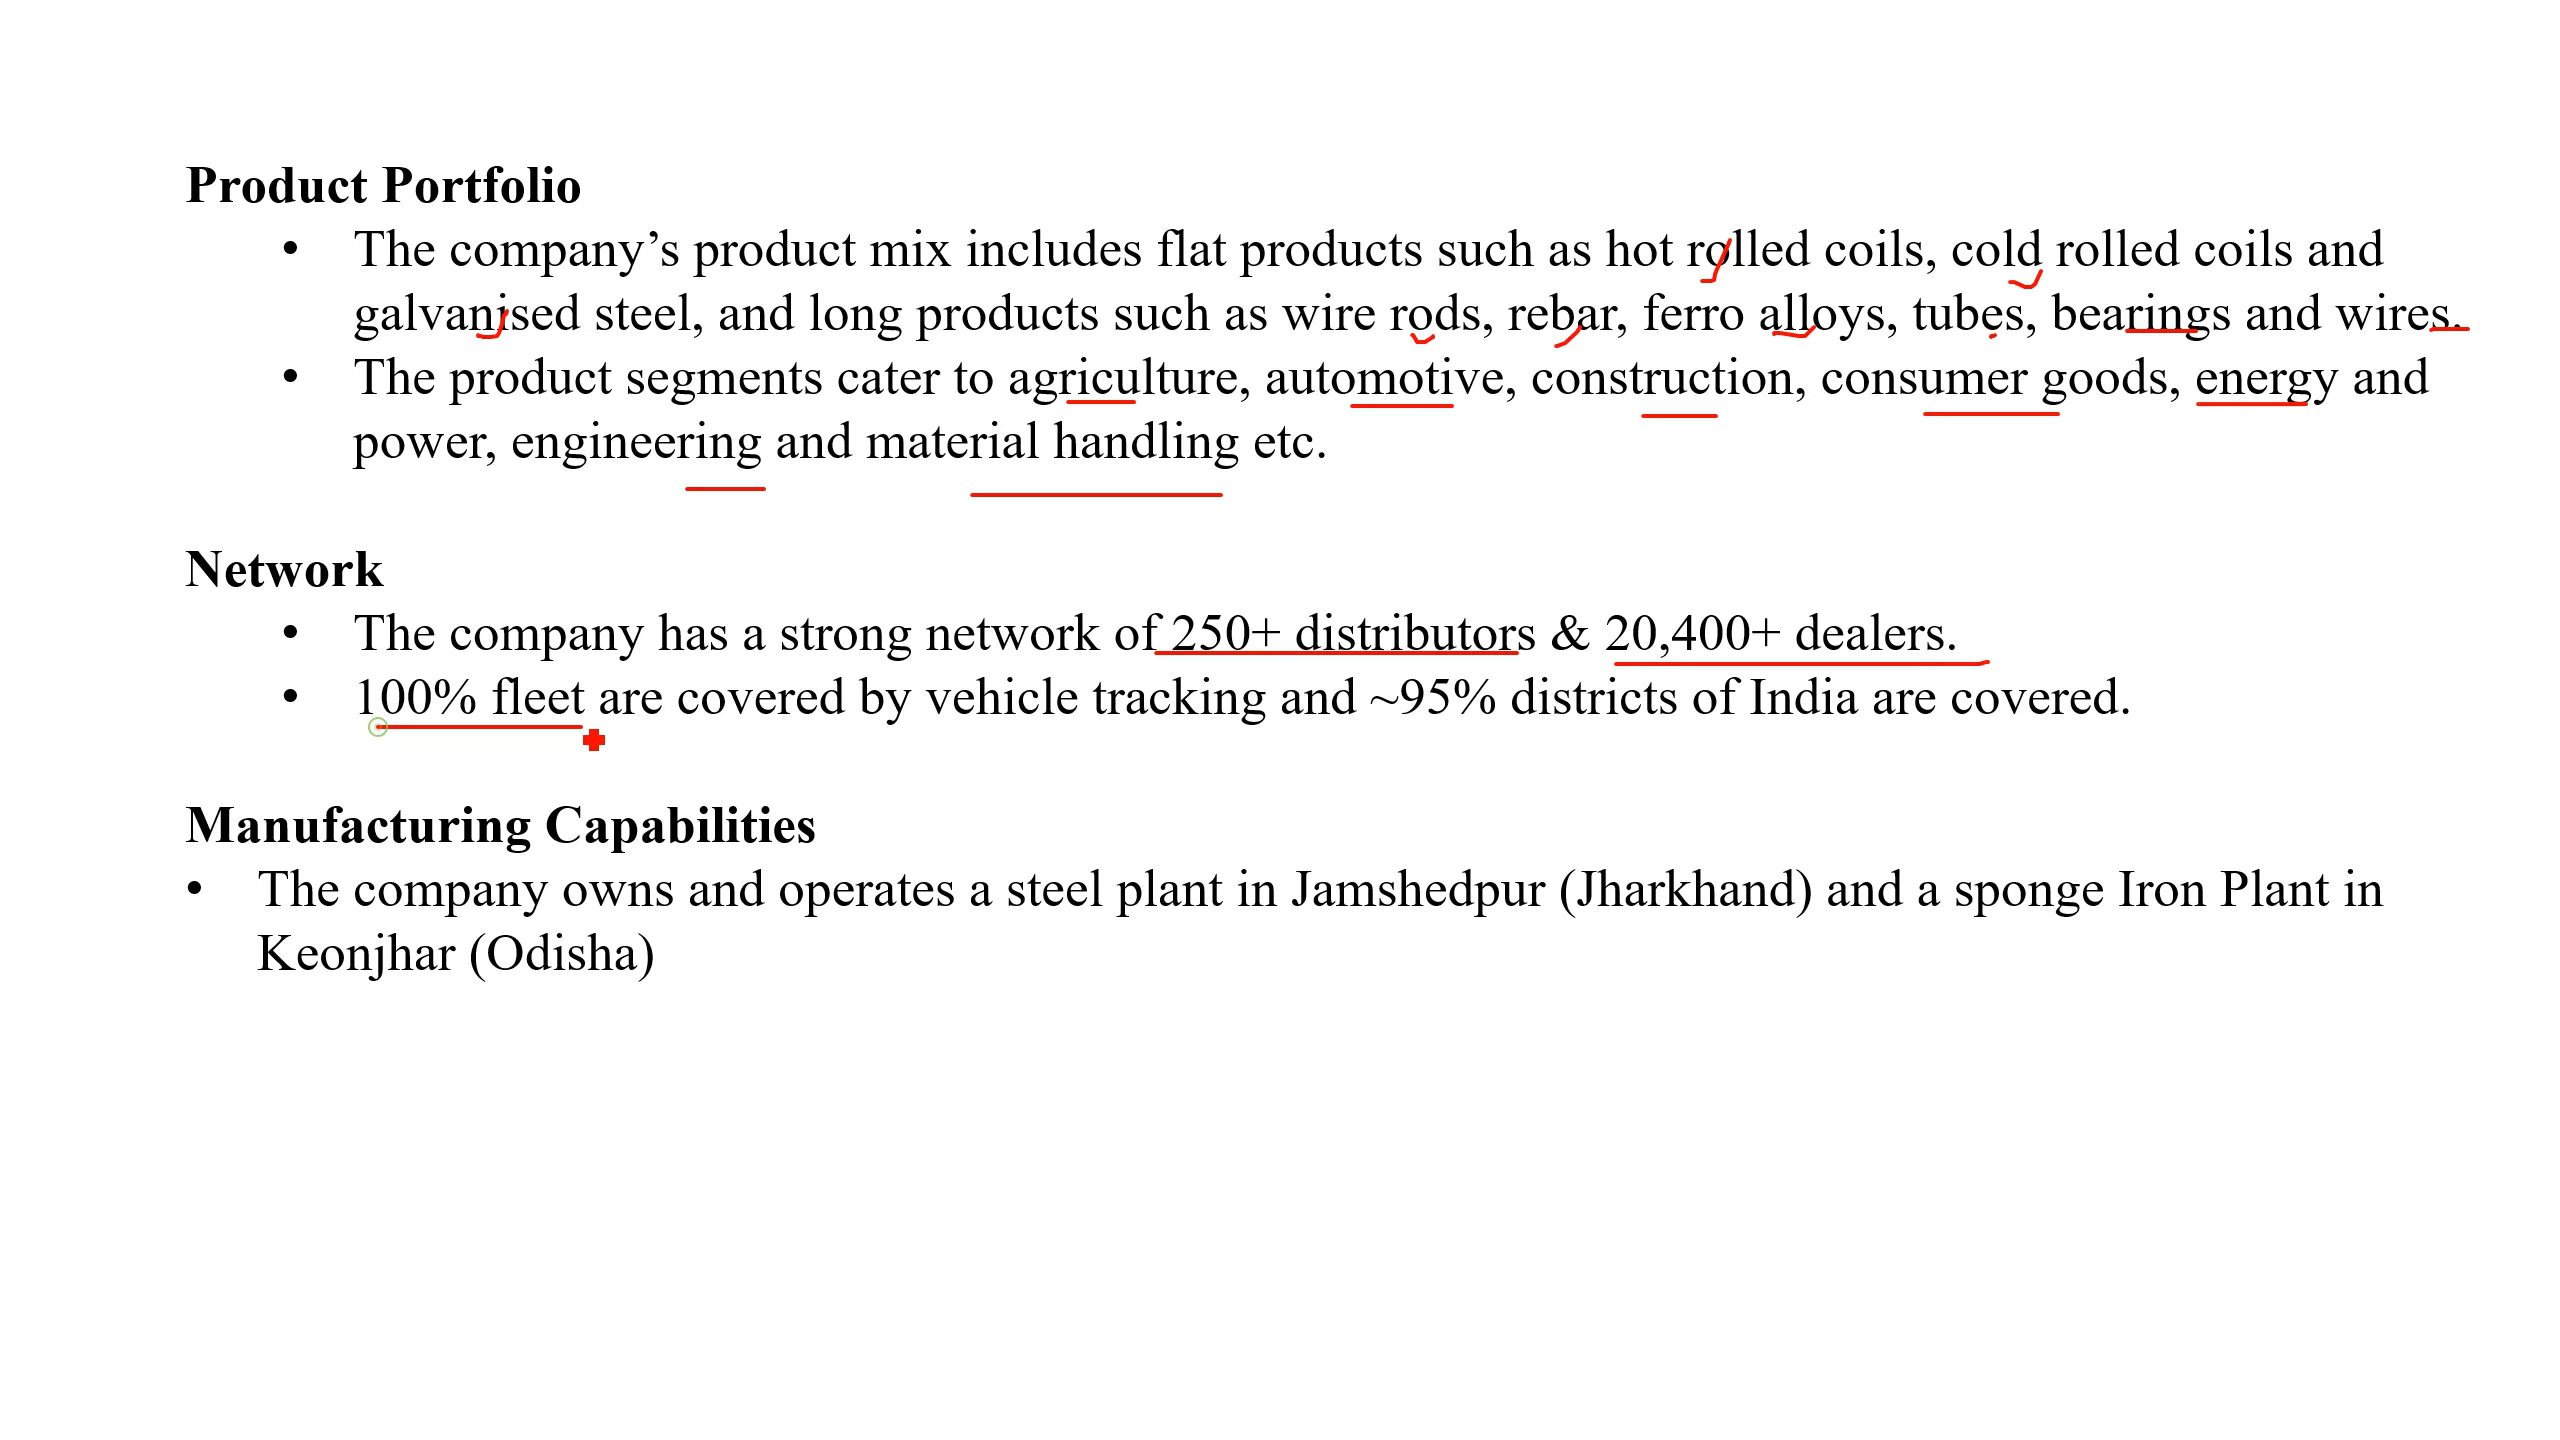 Product Portfolio
• The company’s product mix includes flat products such as hot rolled coils, cold rolled coils and
galvanised steel, and long products such as wire rods, rebar, ferro alloys, tubes, bearings and wires.
• The product segments cater to agriculture, automotive, construction, consumer goods, energy and
power, engineering and material handling etc.
Network
• The company has a strong network of 250+ distributors & 20,400+ dealers.
• 100% fleet are covered by vehicle tracking and ~95% districts of India are covered.
Manufacturing Capabilities
• The company owns and operates a steel plant in Jamshedpur (Jharkhand) and a sponge Iron Plant in
Keonjhar (Odisha)